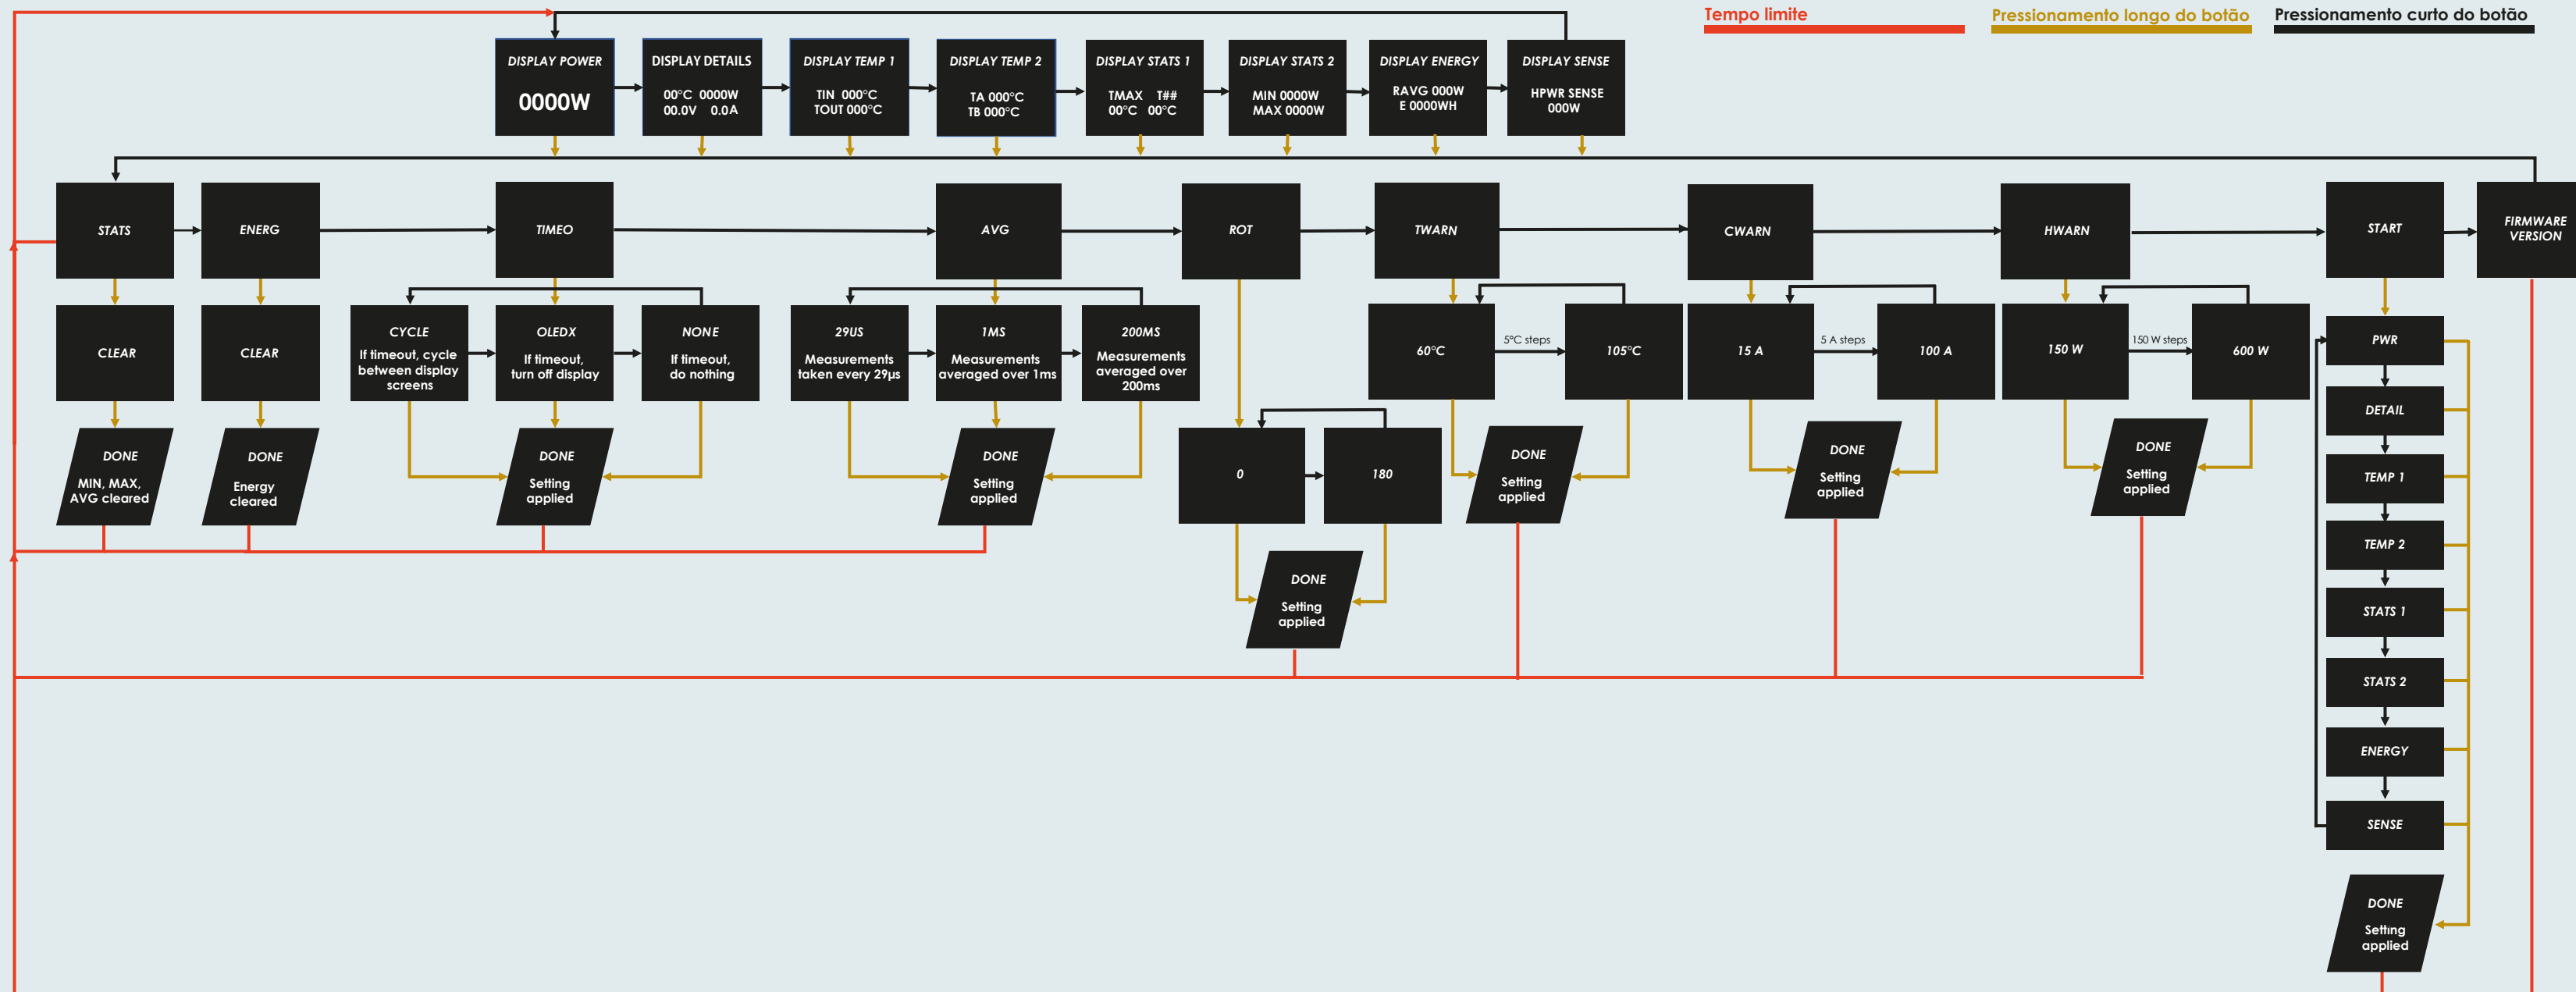 Tempo limite
Pressionamento longo do botão
Pressionamento curto do botão
DISPLAY POWER
0000W
DISPLAY DETAILS
00°C 0000W
00.0V 0.0A
DISPLAY TEMP 1
TIN 000°C
TOUT 000°C
DISPLAY TEMP 2
TA 000°C
TB 000°C
DISPLAY STATS 1
TMAX T##
00°C 00°C
DISPLAY STATS 2
MIN 0000W
MAX 0000W
DISPLAY ENERGY
RAVG 000W
E 0000WH
DISPLAY SENSE
HPWR SENSE
000W
STATS
ENERG
TIMEO
AVG
ROT
TWARN
CWARN
HWARN
START
FIRMWARE
VERSION
CLEAR
CLEAR
CYCLE
If timeout, cycle
between display
screens
OLEDX
If timeout,
turn off display
NONE
If timeout,
do nothing
29US
Measurements
taken every 29µs
1MS
Measurements
averaged over 1ms
200MS
Measurements
averaged over
200ms
60°C
5°C steps
105°C
15 A
5 A steps
100 A
150 W
150 W steps
600 W
DONE
MIN, MAX,
AVG cleared
DONE
Energy
cleared
DONE
Setting
applied
DONE
Setting
applied
0
180
DONE
Setting
applied
DONE
Setting
applied
DONE
Setting
applied
DONE
Setting
applied
PWR
DETAIL
TEMP 1
TEMP 2
STATS 1
STATS 2
ENERGY
SENSE
DONE
Setting
applied